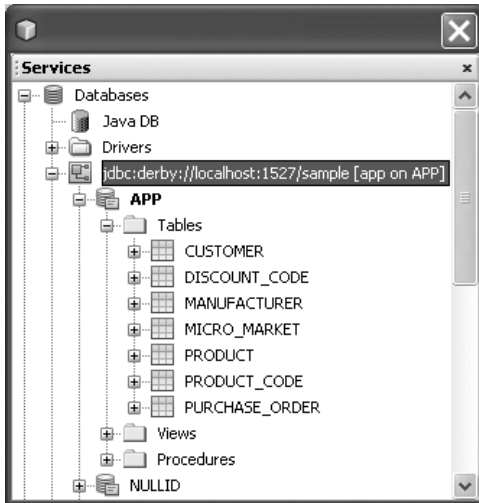 Services
Databases
Java DB
Drivers
jdbc:derby://localhost:1527/sample [app on APP]
APP
Tables
CUSTOMER
DISCOUNT_CODE
MANUFACTURER
MICRO_MARKET
PRODUCT
PRODUCT_CODE
PURCHASE_ORDER
Views
Procedures
NULLID